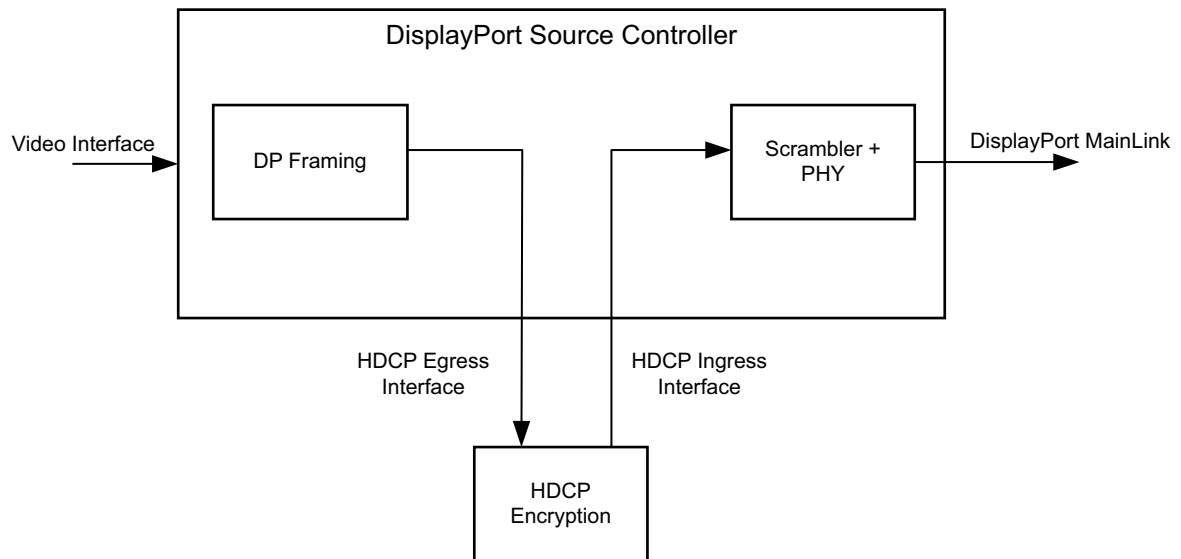 DisplayPort Source Controller
Video Interface
DP Framing
Scrambler +
PHY
DisplayPort MainLink
HDCP Egress
Interface
HDCP Ingress
Interface
HDCP
Encryption